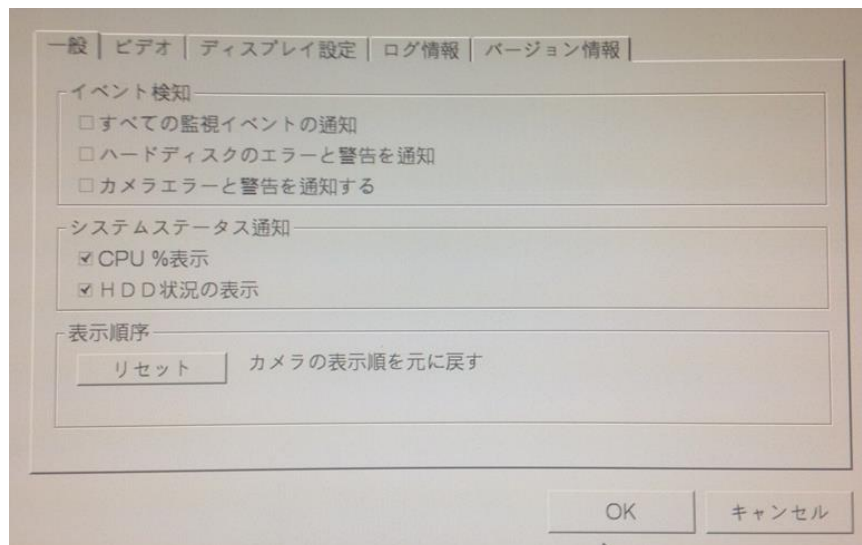 一般 ビデオ ディスプレイ設定 ログ情報 バージョン情報
イベント検知
すべての監視イベントの通知
ハードディスクのエラーと警告を通知
カメラエラーと警告を通知する
システムステータス通知
CPU %表示
ＨＤＤ状況の表示
表示順序
リセット カメラの表示順を元に戻す
OK キャンセル